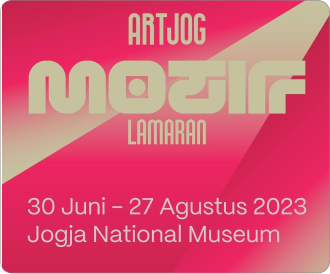 ARTJOG
MOTIF
LAMARAN
30 Juni – 27 Agustus 2023
Jogja National Museum